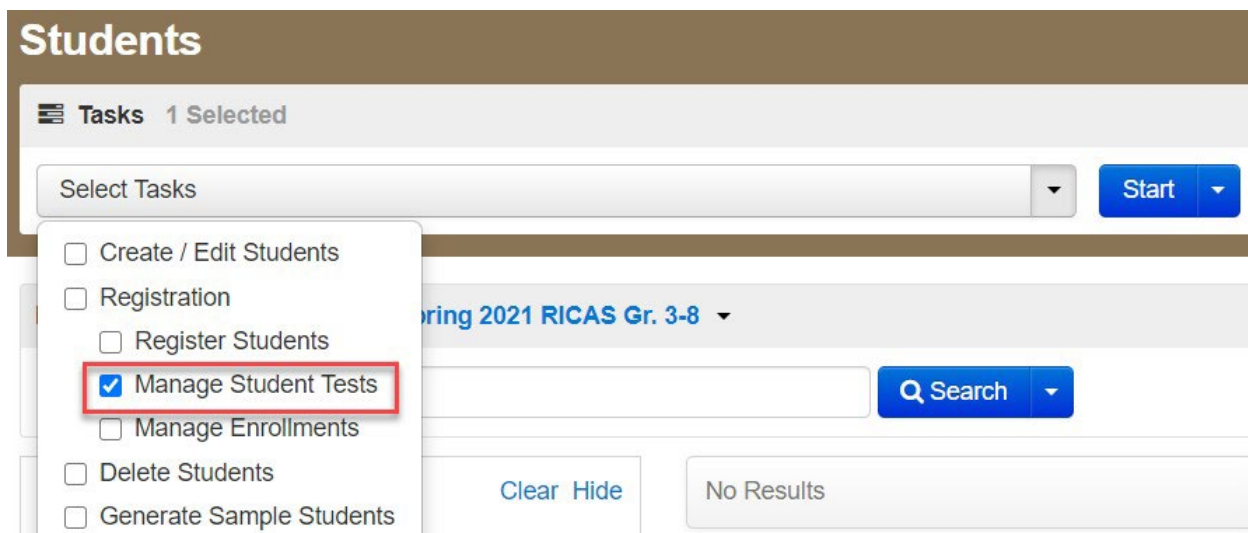 Students
Tasks 1 Selected
Select Tasks
Start
Create / Edit Students
Registration
Register Students
Manage Student Tests
Manage Enrollments
Delete Students
Generate Sample Students
2021 RICAS Gr. 3-8
Search
Clear Hide
No Results